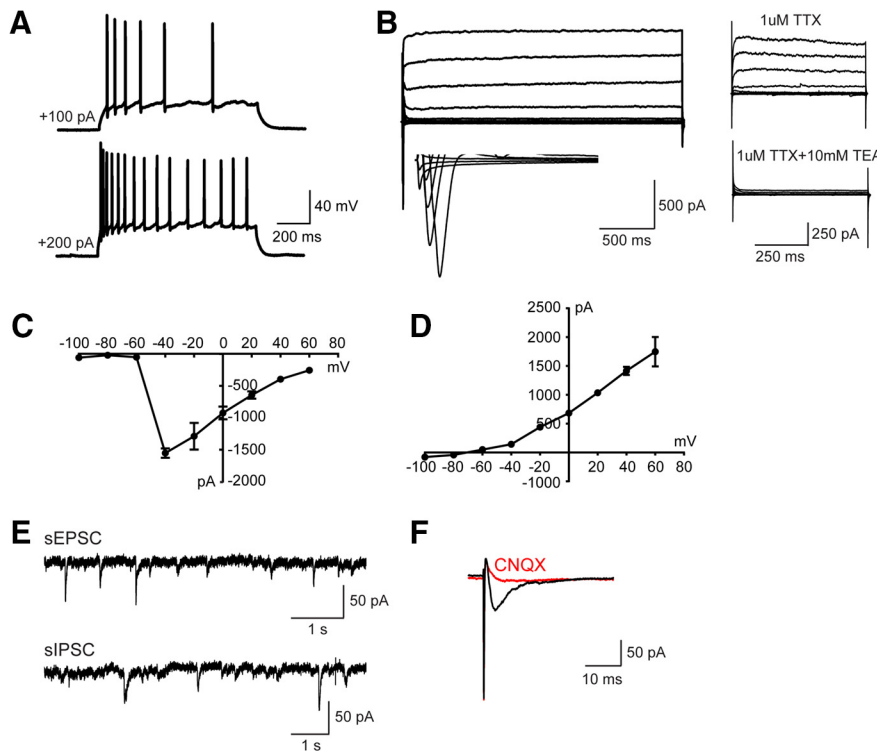 A
+100 pA
+200 pA
40 mV
200 ms
B
500 pA
500 ms
1uM TTX
1uM TTX+10mM TEA
250 pA
250 ms
C
-100 -80 -60 -40 -20 0 20 40 60 80
mV
-500
-1000
-1500
-2000
pA
D
2500
pA
2000
1500
1000
500
mV
-100 -80 -60 -40 -20 20 40 60 80
-1000
E
sEPSC
50 pA
1 s
sIPSC
50 pA
1 s
F
CNQX
50 pA
10 ms